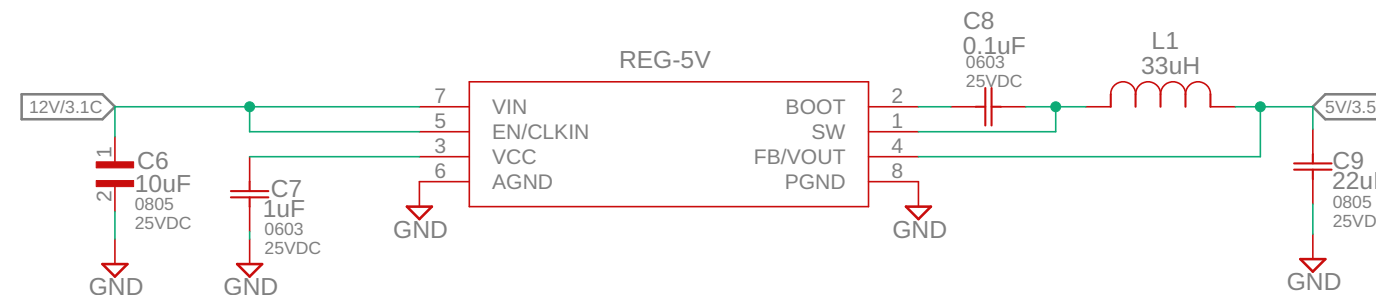 C8
0.1uF
0603
25VDC
L1
33uH
REG-5V
12V/3.1C
7
VIN
BOOT
2
5
EN/CLKIN
SW
1
3
VCC
FB/VOUT
4
6
AGND
PGND
8
5V/3.5
1
2
C6
10uF
0805
25VDC
C7
1uF
0603
25VDC
C9
22u
0805
25VD
GND
GND
GND
GND
GND